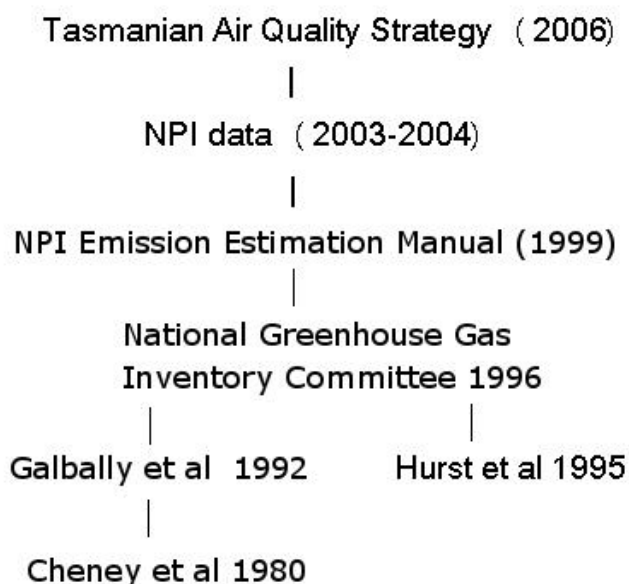 Tasmanian Air Quality Strategy ( 2006)
NPI data ( 2003-2004)
NPI Emission Estimation Manual (1999)
National Greenhouse Gas
Inventory Committee 1996
Galbally et al 1992
Hurst et al 1995
Cheney et al 1980